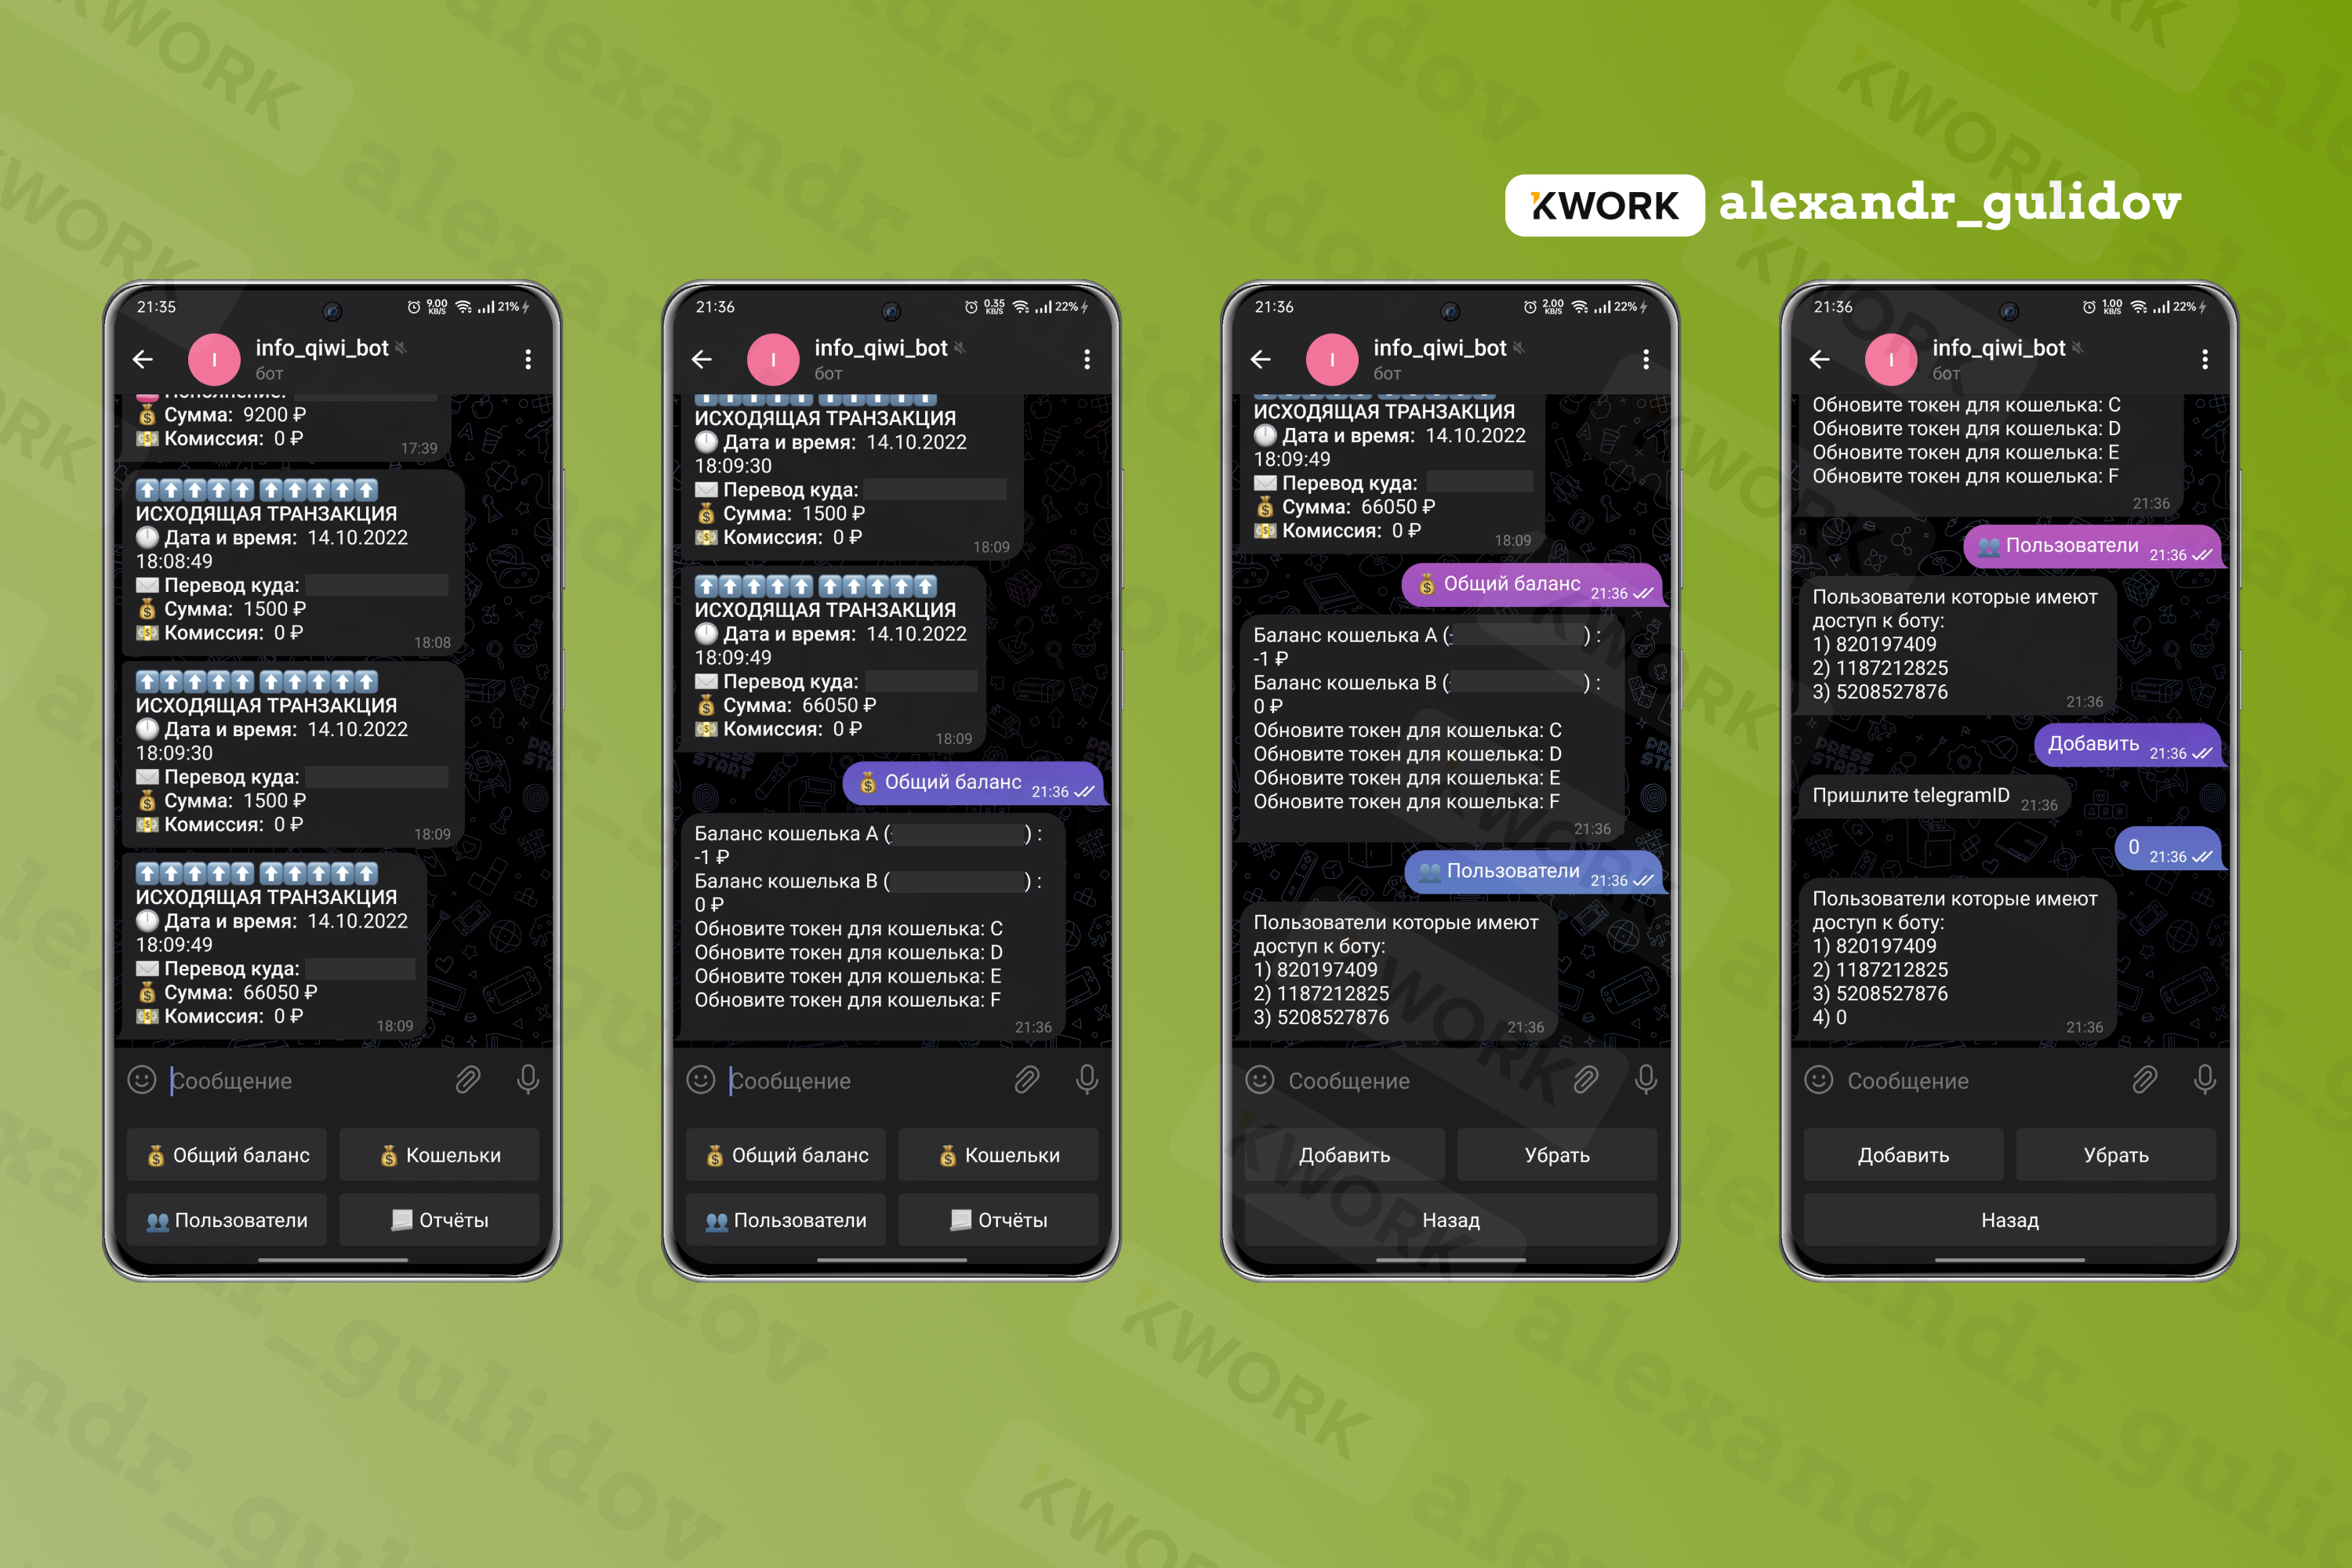 KWORK alexandr_gulidov
21:35
9.00
KB/S
21%
info_qiwi_bot
бот
Сумма: 9200 ₽
Комиссия: 0 ₽
17:39
ИСХОДЯЩАЯ ТРАНЗАКЦИЯ
Дата и время: 14.10.2022
18:08:49
Перевод куда:
Сумма: 1500 ₽
Комиссия: 0 ₽
18:08
ИСХОДЯЩАЯ ТРАНЗАКЦИЯ
Дата и время: 14.10.2022
18:09:30
Перевод куда:
Сумма: 1500 ₽
Комиссия: 0 ₽
18:09
ИСХОДЯЩАЯ ТРАНЗАКЦИЯ
Дата и время: 14.10.2022
18:09:49
Перевод куда:
Сумма: 66050 ₽
Комиссия: 0 ₽
18:09
Сообщение
Общий баланс
Кошельки
Пользователи
Отчёты
21:36
0.35
KB/S
22%
info_qiwi_bot
бот
ИСХОДЯЩАЯ ТРАНЗАКЦИЯ
Дата и время: 14.10.2022
18:09:30
Перевод куда:
Сумма: 1500 ₽
Комиссия: 0 ₽
18:09
ИСХОДЯЩАЯ ТРАНЗАКЦИЯ
Дата и время: 14.10.2022
18:09:49
Перевод куда:
Сумма: 66050 ₽
Комиссия: 0 ₽
18:09
Общий баланс 21:36
Баланс кошелька A ( ) :
-1 ₽
Баланс кошелька B ( ) :
0 ₽
Обновите токен для кошелька: C
Обновите токен для кошелька: D
Обновите токен для кошелька: E
Обновите токен для кошелька: F
21:36
Сообщение
Общий баланс
Кошельки
Пользователи
Отчёты
21:36
2.00
KB/S
22%
info_qiwi_bot
бот
ИСХОДЯЩАЯ ТРАНЗАКЦИЯ
Дата и время: 14.10.2022
18:09:49
Перевод куда:
Сумма: 66050 ₽
Комиссия: 0 ₽
18:09
Общий баланс 21:36
Баланс кошелька A ( ) :
-1 ₽
Баланс кошелька B ( ) :
0 ₽
Обновите токен для кошелька: C
Обновите токен для кошелька: D
Обновите токен для кошелька: E
Обновите токен для кошелька: F
21:36
Пользователи 21:36
Пользователи которые имеют
доступ к боту:
1) 820197409
2) 1187212825
3) 5208527876
21:36
Сообщение
Добавить
Убрать
Назад
21:36
1.00
KB/S
22%
info_qiwi_bot
бот
Обновите токен для кошелька: C
Обновите токен для кошелька: D
Обновите токен для кошелька: E
Обновите токен для кошелька: F
21:36
Пользователи 21:36
Пользователи которые имеют
доступ к боту:
1) 820197409
2) 1187212825
3) 5208527876
21:36
Добавить 21:36
Пришлите telegramID 21:36
0 21:36
Пользователи которые имеют
доступ к боту:
1) 820197409
2) 1187212825
3) 5208527876
4) 0
21:36
Сообщение
Добавить
Убрать
Назад